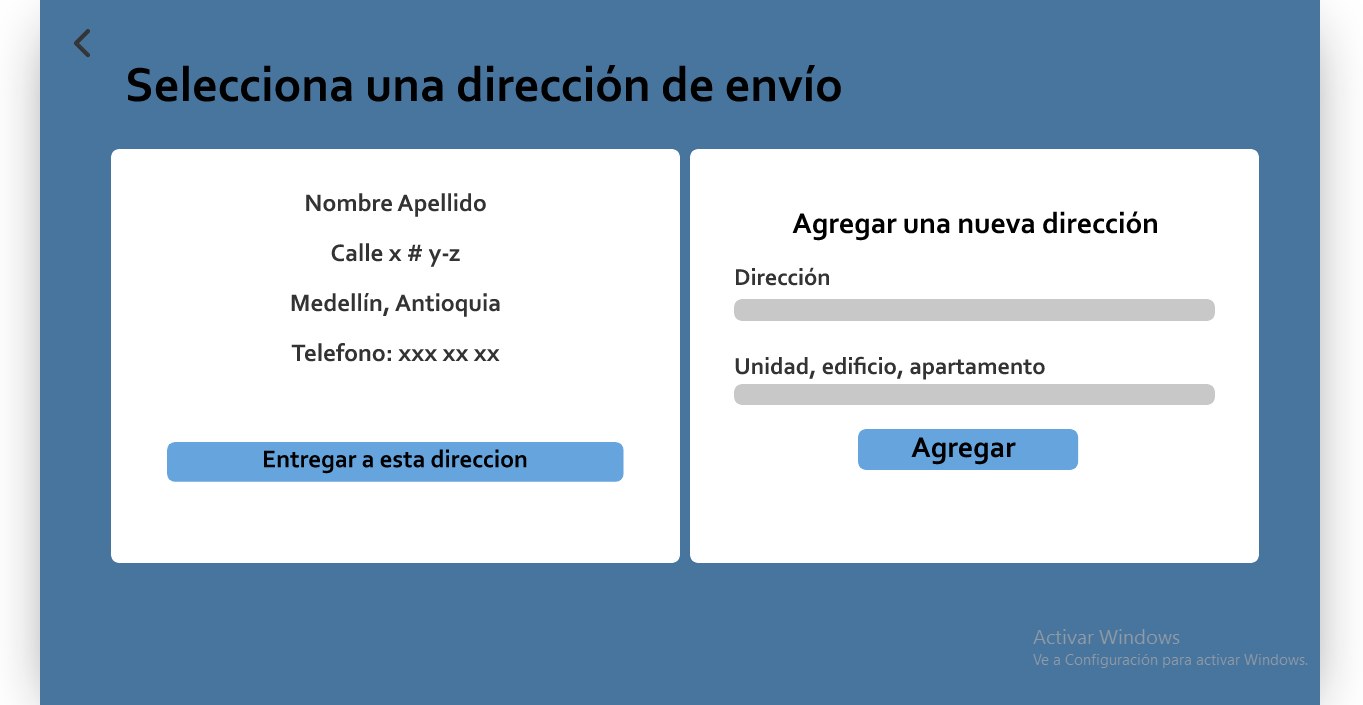 Selecciona una dirección de envío
Nombre Apellido
Calle x # y-z
Medellín, Antioquia
Telefono: xxx xx xx
Entregar a esta direccion
Agregar una nueva dirección
Dirección
Unidad, edificio, apartamento
Agregar
Activar Windows
Ve a Configuración para activar Windows.